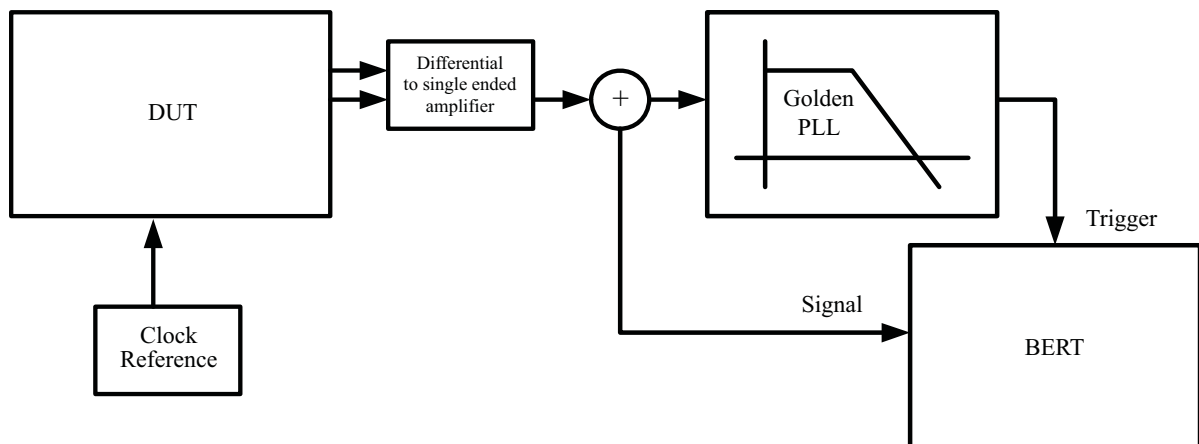 DUT
Differential
to single ended
amplifier
+
Golden
PLL
Trigger
Signal
Clock
Reference
BERT